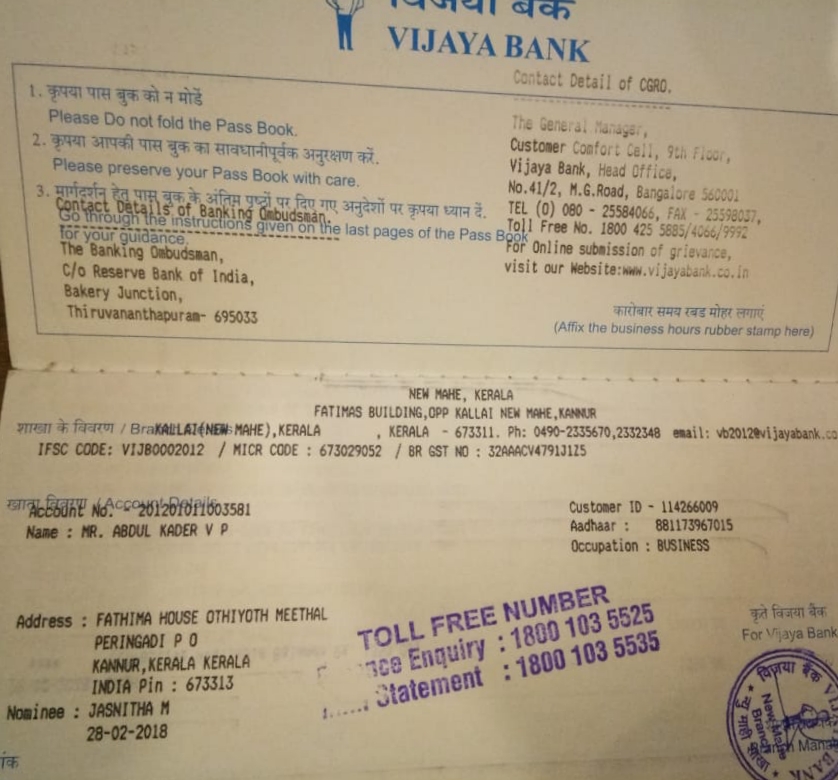 विजया बैंक
VIJAYA BANK
1. कृपया पास बुक को न मोडें
Please Do not fold the Pass Book.
2. कृपया आपकी पास बुक का सावधानीपूर्वक अनुरक्षण करें.
Please preserve your Pass Book with care.
3. मार्गदर्शन हेतु पास बुक के अंतिम पृष्ठों पर दिए गए अनुदेशों पर कृपया ध्यान दें.
Go through the instructions given on the last pages of the Pass Book
for your guidance.
Contact Details of Banking Ombudsman.
The Banking Ombudsman,
C/o Reserve Bank of India,
Bakery Junction,
Thiruvananthapuram- 695033
Contact Detail of CGRO.
The General Manager,
Customer Comfort Cell, 9th Floor,
Vijaya Bank, Head Office,
No.41/2, M.G.Road, Bangalore 560001
TEL (O) 080 - 25584066, FAX - 25598037,
Toll Free No. 1800 425 5885/4066/9992
For Online submission of grievance,
visit our Website:www.vijayabank.co.in
कारोबार समय रबड मोहर लगाएं
(Affix the business hours rubber stamp here)
NEW MAHE, KERALA
FATIMAS BUILDING,OPP KALLAI NEW MAHE,KANNUR
शाखा के विवरण / Bra KALLAI(NEW MAHE),KERALA , KERALA - 673311. Ph: 0490-2335670,2332348 email: vb2012@vijayabank.co
IFSC CODE: VIJB0002012 / MICR CODE : 673029052 / BR GST NO : 32AAACV4791J1Z5
खाता विवरण / Account Details
Account No. - 201201011003581
Name : MR. ABDUL KADER V P
Customer ID - 114266009
Aadhaar : 881173967015
Occupation : BUSINESS
Address : FATHIMA HOUSE OTHIYOTH MEETHAL
PERINGADI P O
KANNUR,KERALA KERALA
INDIA Pin : 673313
Nominee : JASNITHA M
28-02-2018
TOLL FREE NUMBER
nce Enquiry : 1800 103 5525
Statement : 1800 103 5535
कृते विजया बैंक
For Vijaya Bank
विजया बैंक
New Mahe
Branch
न्यू माही शाखा
Branch Mana
ांक